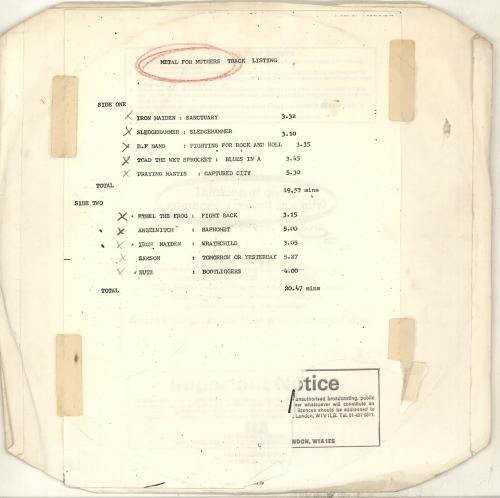 METAL FOR MUTHERS TRACK LISTING
SIDE ONE
IRON MAIDEN : SANCTUARY 3.32
SLEDGEHAMMER : SLEDGEHAMMER 3.10
E.F BAND : FIGHTING FOR ROCK AND ROLL 3.35
TOAD THE WET SPROCKET : BLUES IN A 3.45
PRAYING MANTIS : CAPTURED CITY 5.30
TOTAL 19,57 mins
SIDE TWO
ETHEL THE FROG : FIGHT BACK 3.15
ANGELWITCH : BAPHOMET 5.00
IRON MAIDEN : WRATHCHILD 3.05
SAMSON : TOMORROW OR YESTERDAY 5.27
NUTZ : BOOTLIGGERS 4.00
TOTAL 20.47 mins
Important Notice
unauthorised broadcasting, public
er whatsoever will constitute an
licences should be addressed to
London, W1V 1LB. Tel. 01-437
NDON, W1A 1ES